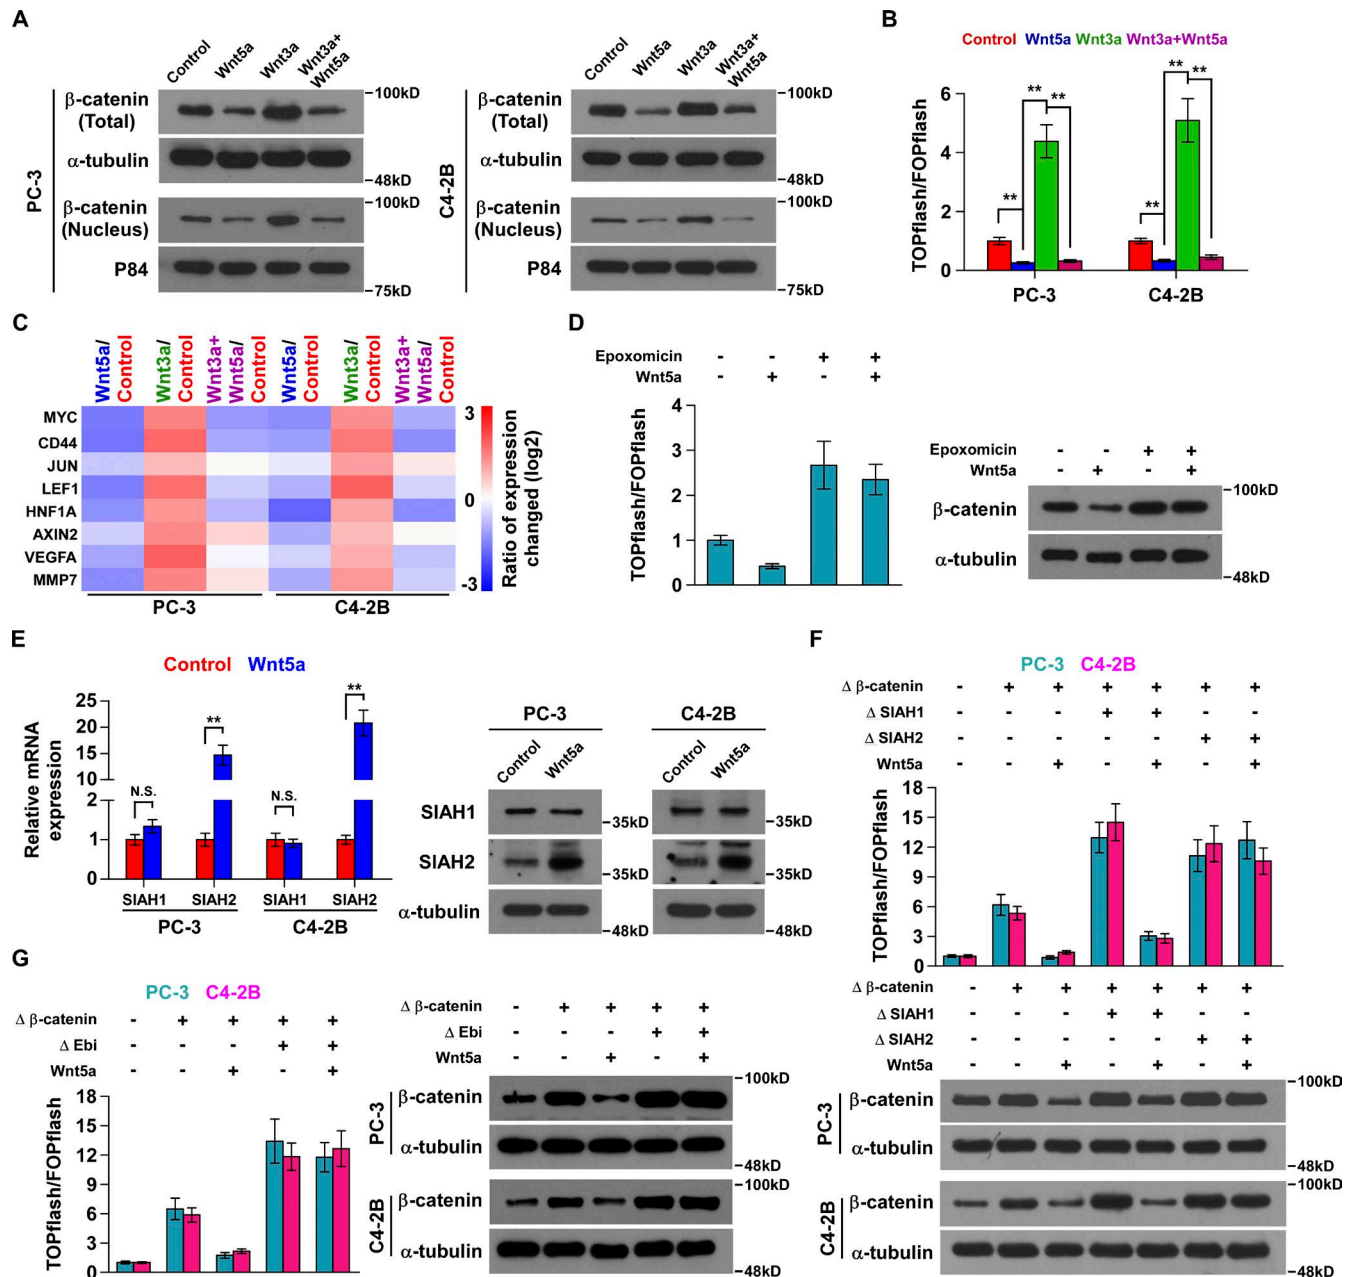 A
Control
Wnt5a
Wnt3a
Wnt3a+
Wnt5a
PC-3
β-catenin
(Total)
α-tubulin
β-catenin
(Nucleus)
P84
–100kD
–48kD
–100kD
–75kD
Control
Wnt5a
Wnt3a
Wnt3a+
Wnt5a
C4-2B
β-catenin
(Total)
α-tubulin
β-catenin
(Nucleus)
P84
–100kD
–48kD
–100kD
–75kD
B
Control Wnt5a Wnt3a Wnt3a+Wnt5a
TOPflash/FOPflash
6
4
2
0
** ** **
** ** **
PC-3 C4-2B
C
Wnt5a/
Control
Wnt3a/
Control
Wnt3a+
Wnt5a/
Control
Wnt5a/
Control
Wnt3a/
Control
Wnt3a+
Wnt5a/
Control
MYC
CD44
JUN
LEF1
HNF1A
AXIN2
VEGFA
MMP7
PC-3 C4-2B
3
0
-3
Ratio of expression
changed (log2)
D
Epoxomicin - - + +
Wnt5a - + - +
TOPflash/FOPflash
4
3
2
1
0
Epoxomicin - - + +
Wnt5a - + - +
β-catenin
α-tubulin
–100kD
–48kD
E
Control Wnt5a
Relative mRNA
expression
25
20
15
10
2
1
0
N.S. ** N.S. **
SIAH1 SIAH2 SIAH1 SIAH2
PC-3 C4-2B
PC-3 C4-2B
Control Wnt5a Control Wnt5a
SIAH1 –35kD –35kD
SIAH2 –35kD –35kD
α-tubulin –48kD –48kD
F
PC-3 C4-2B
Δ β-catenin - + + + + + +
Δ SIAH1 - - - + + - -
Δ SIAH2 - - - - - + +
Wnt5a - - + - + - +
TOPflash/FOPflash
18
15
12
9
6
3
0
Δ β-catenin - + + + + + +
Δ SIAH1 - - - + + - -
Δ SIAH2 - - - - - + +
Wnt5a - - + - + - +
PC-3
β-catenin –100kD
α-tubulin –48kD
C4-2B
β-catenin –100kD
α-tubulin –48kD
G
PC-3 C4-2B
Δ β-catenin - + + + +
Δ Ebi - - - + +
Wnt5a - - + - +
TOPflash/FOPflash
18
15
12
9
6
3
0
Δ β-catenin - + + + +
Δ Ebi - - - + +
Wnt5a - - + - +
PC-3
β-catenin –100kD
α-tubulin –48kD
C4-2B
β-catenin –100kD
α-tubulin –48kD